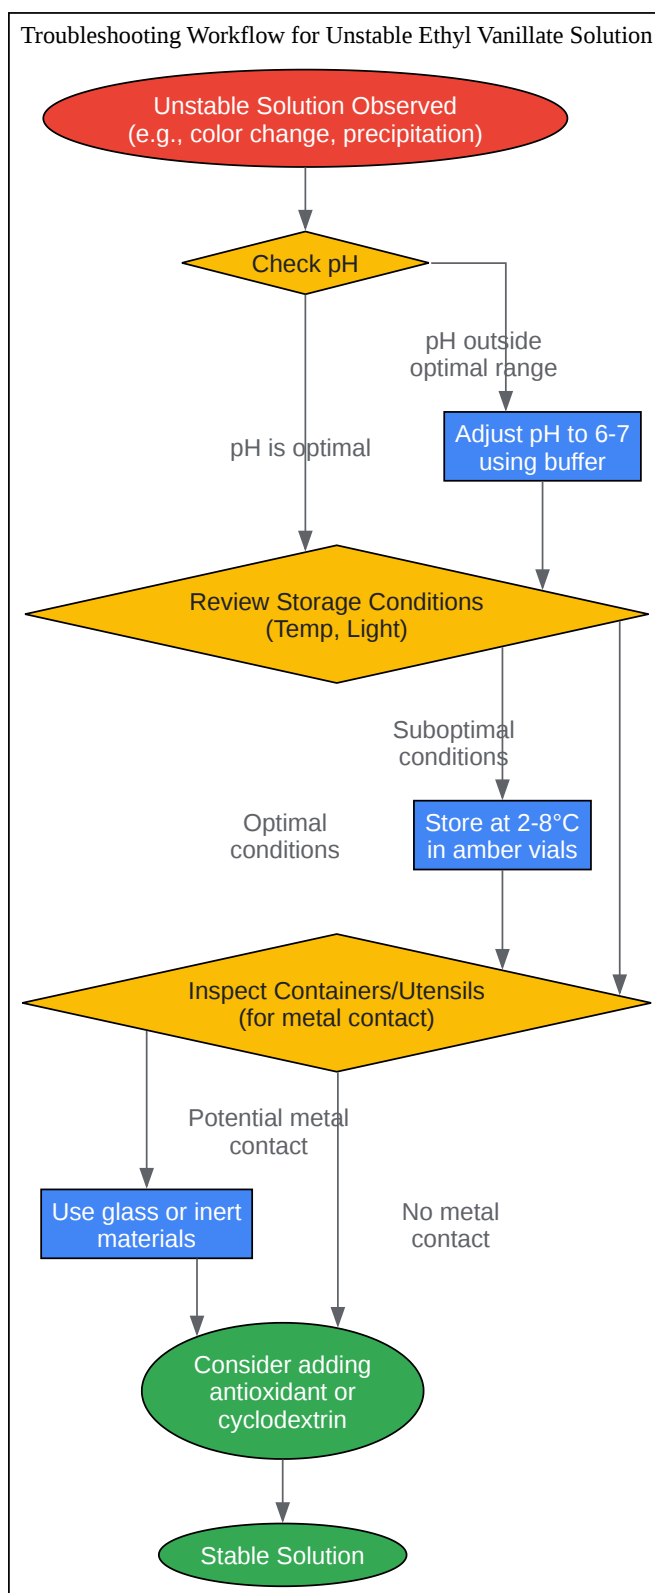 Troubleshooting Workflow for Unstable Ethyl Vanillate Solution
Unstable Solution Observed
(e.g., color change, precipitation)
Check pH
pH outside
optimal range
Adjust pH to 6-7
using buffer
pH is optimal
Review Storage Conditions
(Temp, Light)
Suboptimal
conditions
Optimal
conditions
Store at 2-8°C
in amber vials
Inspect Containers/Utensils
(for metal contact)
Potential metal
contact
Use glass or inert
materials
No metal
contact
Consider adding
antioxidant or
cyclodextrin
Stable Solution